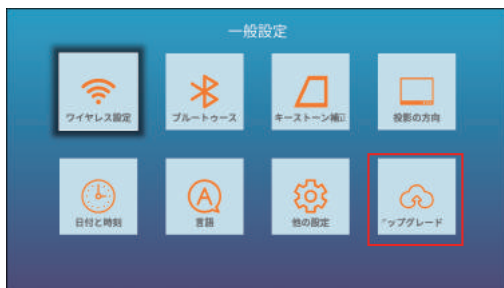 一般設定
ワイヤレス設定
ブルートゥース
キーストーン補正
投影の方向
日付と時刻
言語
他の設定
ップグレード